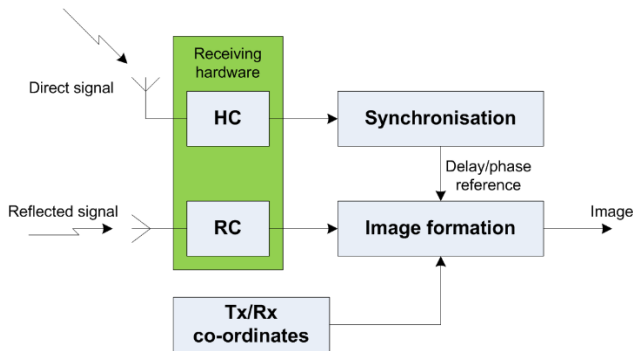 Receiving
hardware
Direct signal
HC
Synchronisation
Delay/phase
reference
Reflected signal
RC
Image formation
Image
Tx/Rx
co-ordinates